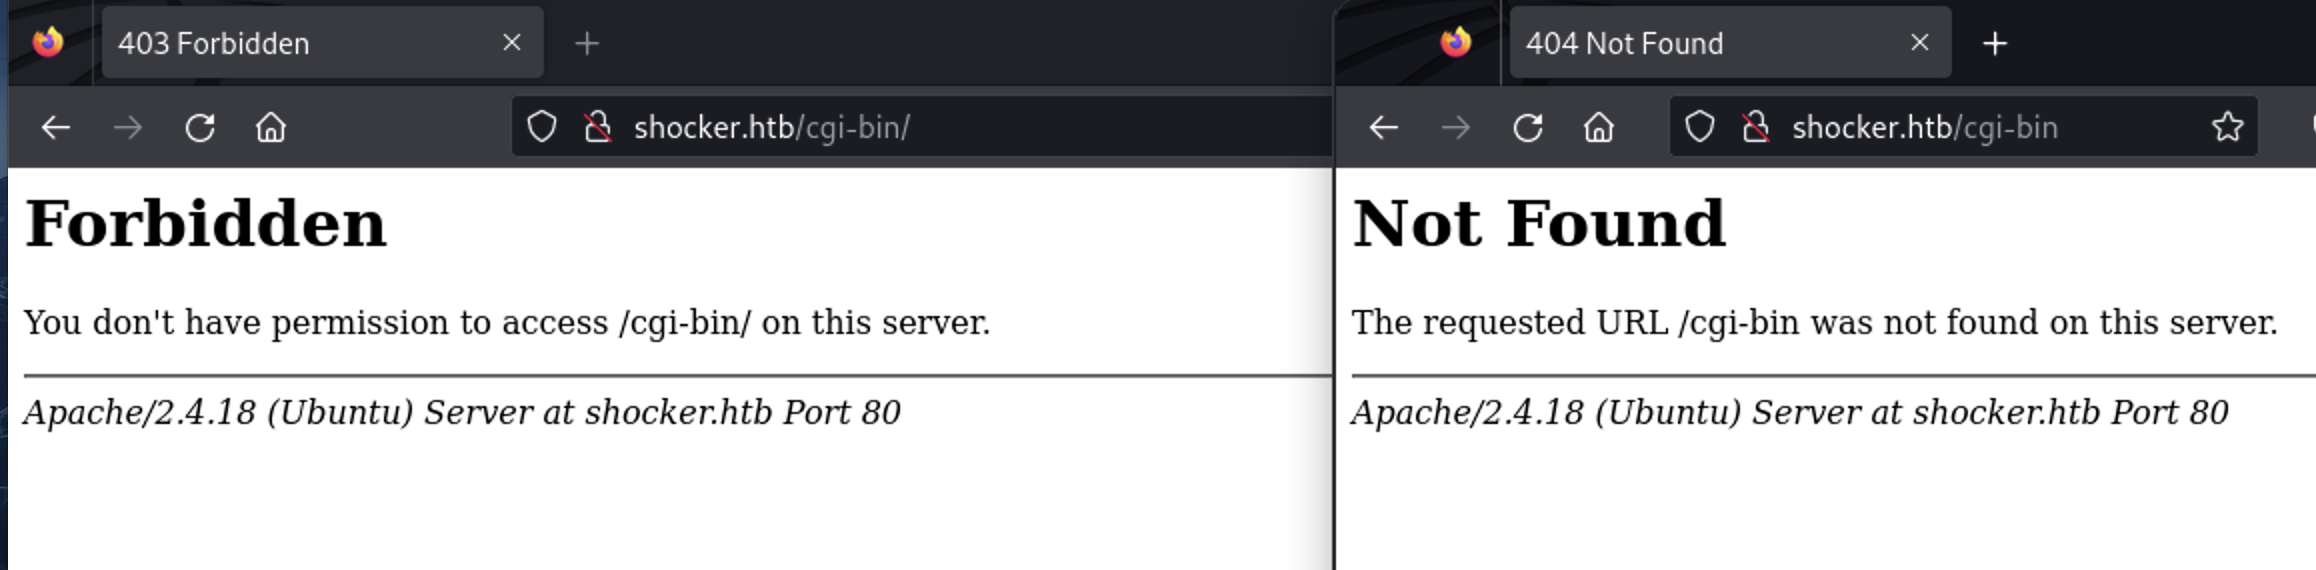 403 Forbidden
shocker.htb/cgi-bin/
Forbidden
You don't have permission to access /cgi-bin/ on this server.
Apache/2.4.18 (Ubuntu) Server at shocker.htb Port 80
404 Not Found
shocker.htb/cgi-bin
Not Found
The requested URL /cgi-bin was not found on this server.
Apache/2.4.18 (Ubuntu) Server at shocker.htb Port 80